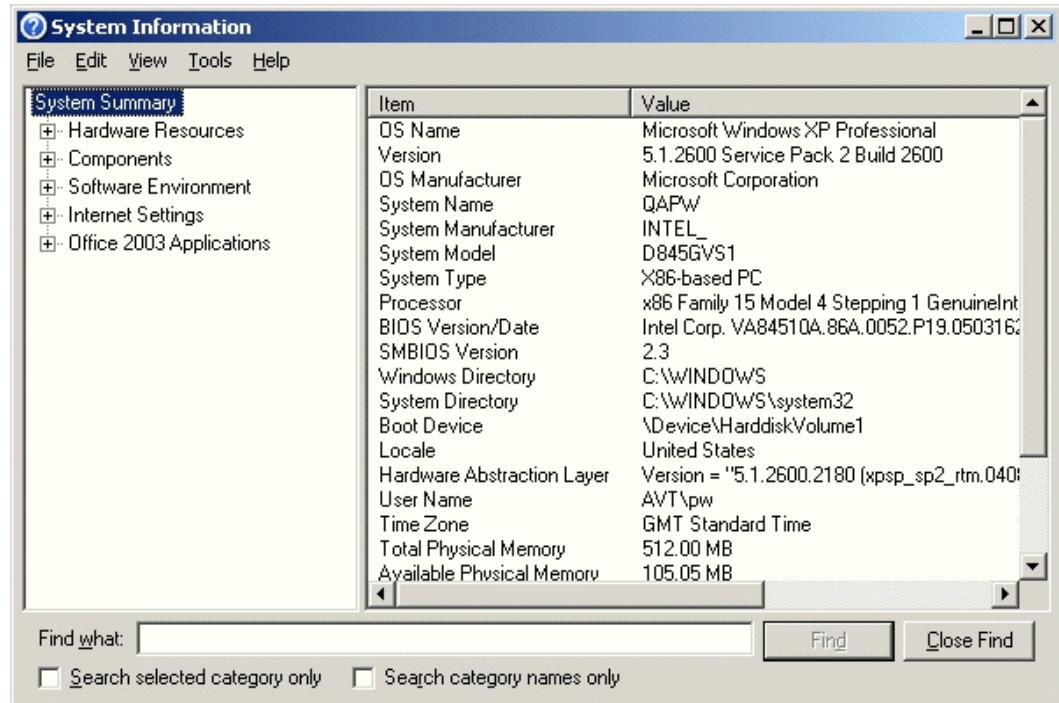 System Information
File Edit View Tools Help
System Summary
Hardware Resources
Components
Software Environment
Internet Settings
Office 2003 Applications
Item Value
OS Name Microsoft Windows XP Professional
Version 5.1.2600 Service Pack 2 Build 2600
OS Manufacturer Microsoft Corporation
System Name QAPW
System Manufacturer INTEL_
System Model D845GVS1
System Type X86-based PC
Processor x86 Family 15 Model 4 Stepping 1 GenuineInt
BIOS Version/Date Intel Corp. VA84510A.86A.0052.P19.0503162
SMBIOS Version 2.3
Windows Directory C:\WINDOWS
System Directory C:\WINDOWS\system32
Boot Device \Device\HarddiskVolume1
Locale United States
Hardware Abstraction Layer Version = "5.1.2600.2180 (xpsp_sp2_rtm.0408
User Name AVT\pw
Time Zone GMT Standard Time
Total Physical Memory 512.00 MB
Available Physical Memory 105.05 MB
Find what: Find Close Find
Search selected category only Search category names only